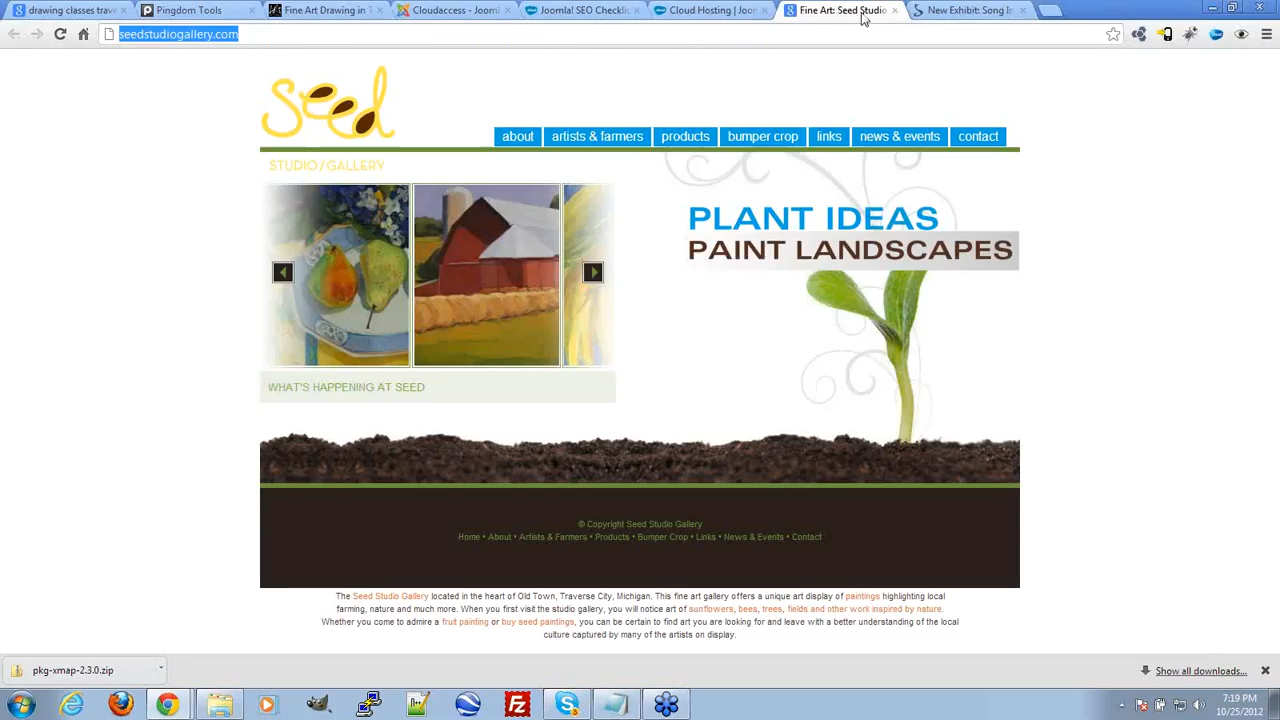 drawing classes trave
Pingdom Tools
Fine Art Drawing in T
Cloudaccess - Jooml
Joomla! SEO Checklis
Cloud Hosting | Joom
Fine Art: Seed Studio
New Exhibit: Song In
seedstudiogallery.com
seed
STUDIO / GALLERY
about
artists & farmers
products
bumper crop
links
news & events
contact
PLANT IDEAS
PAINT LANDSCAPES
WHAT'S HAPPENING AT SEED
© Copyright Seed Studio Gallery
Home • About • Artists & Farmers • Products • Bumper Crop • Links • News & Events • Contact
The Seed Studio Gallery located in the heart of Old Town, Traverse City, Michigan. This fine art gallery offers a unique art display of paintings highlighting local
farming, nature and much more. When you first visit the studio gallery, you will notice art of sunflowers, bees, trees, fields and other work inspired by nature.
Whether you come to admire a fruit painting or buy seed paintings, you can be certain to find art you are looking for and leave with a better understanding of the local
culture captured by many of the artists on display.
pkg-xmap-2.3.0.zip
Show all downloads...
7:19 PM
10/25/2012